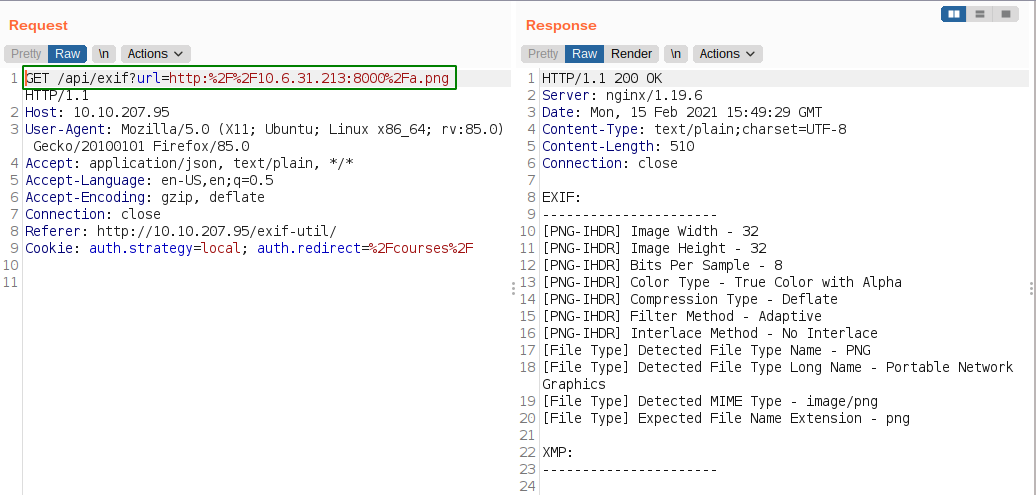 Request
Pretty Raw \n Actions
1 GET /api/exif?url=http:%2F%2F10.6.31.213:8000%2Fa.png
HTTP/1.1
2 Host: 10.10.207.95
3 User-Agent: Mozilla/5.0 (X11; Ubuntu; Linux x86_64; rv:85.0)
Gecko/20100101 Firefox/85.0
4 Accept: application/json, text/plain, */*
5 Accept-Language: en-US,en;q=0.5
6 Accept-Encoding: gzip, deflate
7 Connection: close
8 Referer: http://10.10.207.95/exif-util/
9 Cookie: auth.strategy=local; auth.redirect=%2Fcourses%2F
10
11
Response
Pretty Raw Render \n Actions
1 HTTP/1.1 200 OK
2 Server: nginx/1.19.6
3 Date: Mon, 15 Feb 2021 15:49:29 GMT
4 Content-Type: text/plain;charset=UTF-8
5 Content-Length: 510
6 Connection: close
7
8 EXIF:
9 ----------------------
10 [PNG-IHDR] Image Width - 32
11 [PNG-IHDR] Image Height - 32
12 [PNG-IHDR] Bits Per Sample - 8
13 [PNG-IHDR] Color Type - True Color with Alpha
14 [PNG-IHDR] Compression Type - Deflate
15 [PNG-IHDR] Filter Method - Adaptive
16 [PNG-IHDR] Interlace Method - No Interlace
17 [File Type] Detected File Type Name - PNG
18 [File Type] Detected File Type Long Name - Portable Network
Graphics
19 [File Type] Detected MIME Type - image/png
20 [File Type] Expected File Name Extension - png
21
22 XMP:
23 ----------------------
24